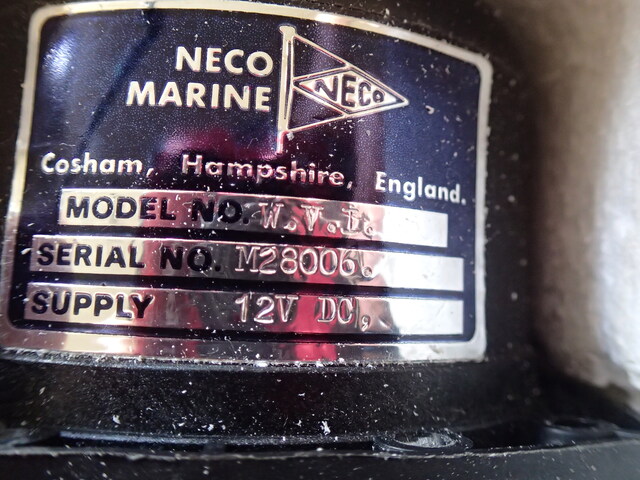 NECO
MARINE
NECO
Cosham, Hampshire, England.
MODEL NO. W.V.I.
SERIAL NO. M28006.
SUPPLY 12V DC.